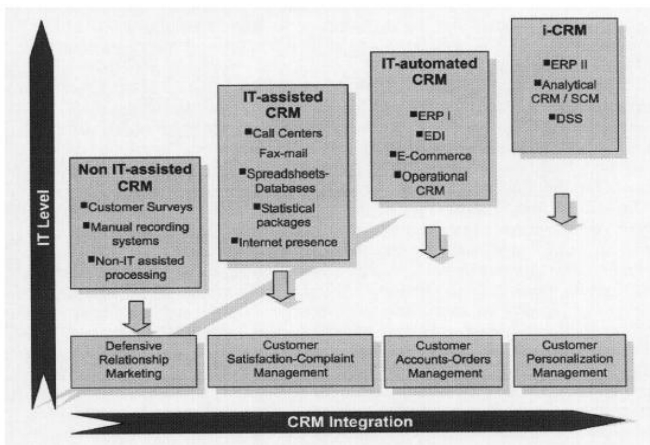 i-CRM
■ERP II
■Analytical
CRM / SCM
■DSS
IT-automated
CRM
■ERP I
■EDI
■E-Commerce
■Operational
CRM
IT-assisted
CRM
■Call Centers
Fax-mail
■Spreadsheets-
Databases
■Statistical
packages
■Internet presence
Non IT-assisted
CRM
■Customer Surveys
■Manual recording
systems
■Non-IT assisted
processing
IT Level
Defensive
Relationship
Marketing
Customer
Satisfaction-Complaint
Management
Customer
Accounts-Orders
Management
Customer
Personalization
Management
CRM Integration